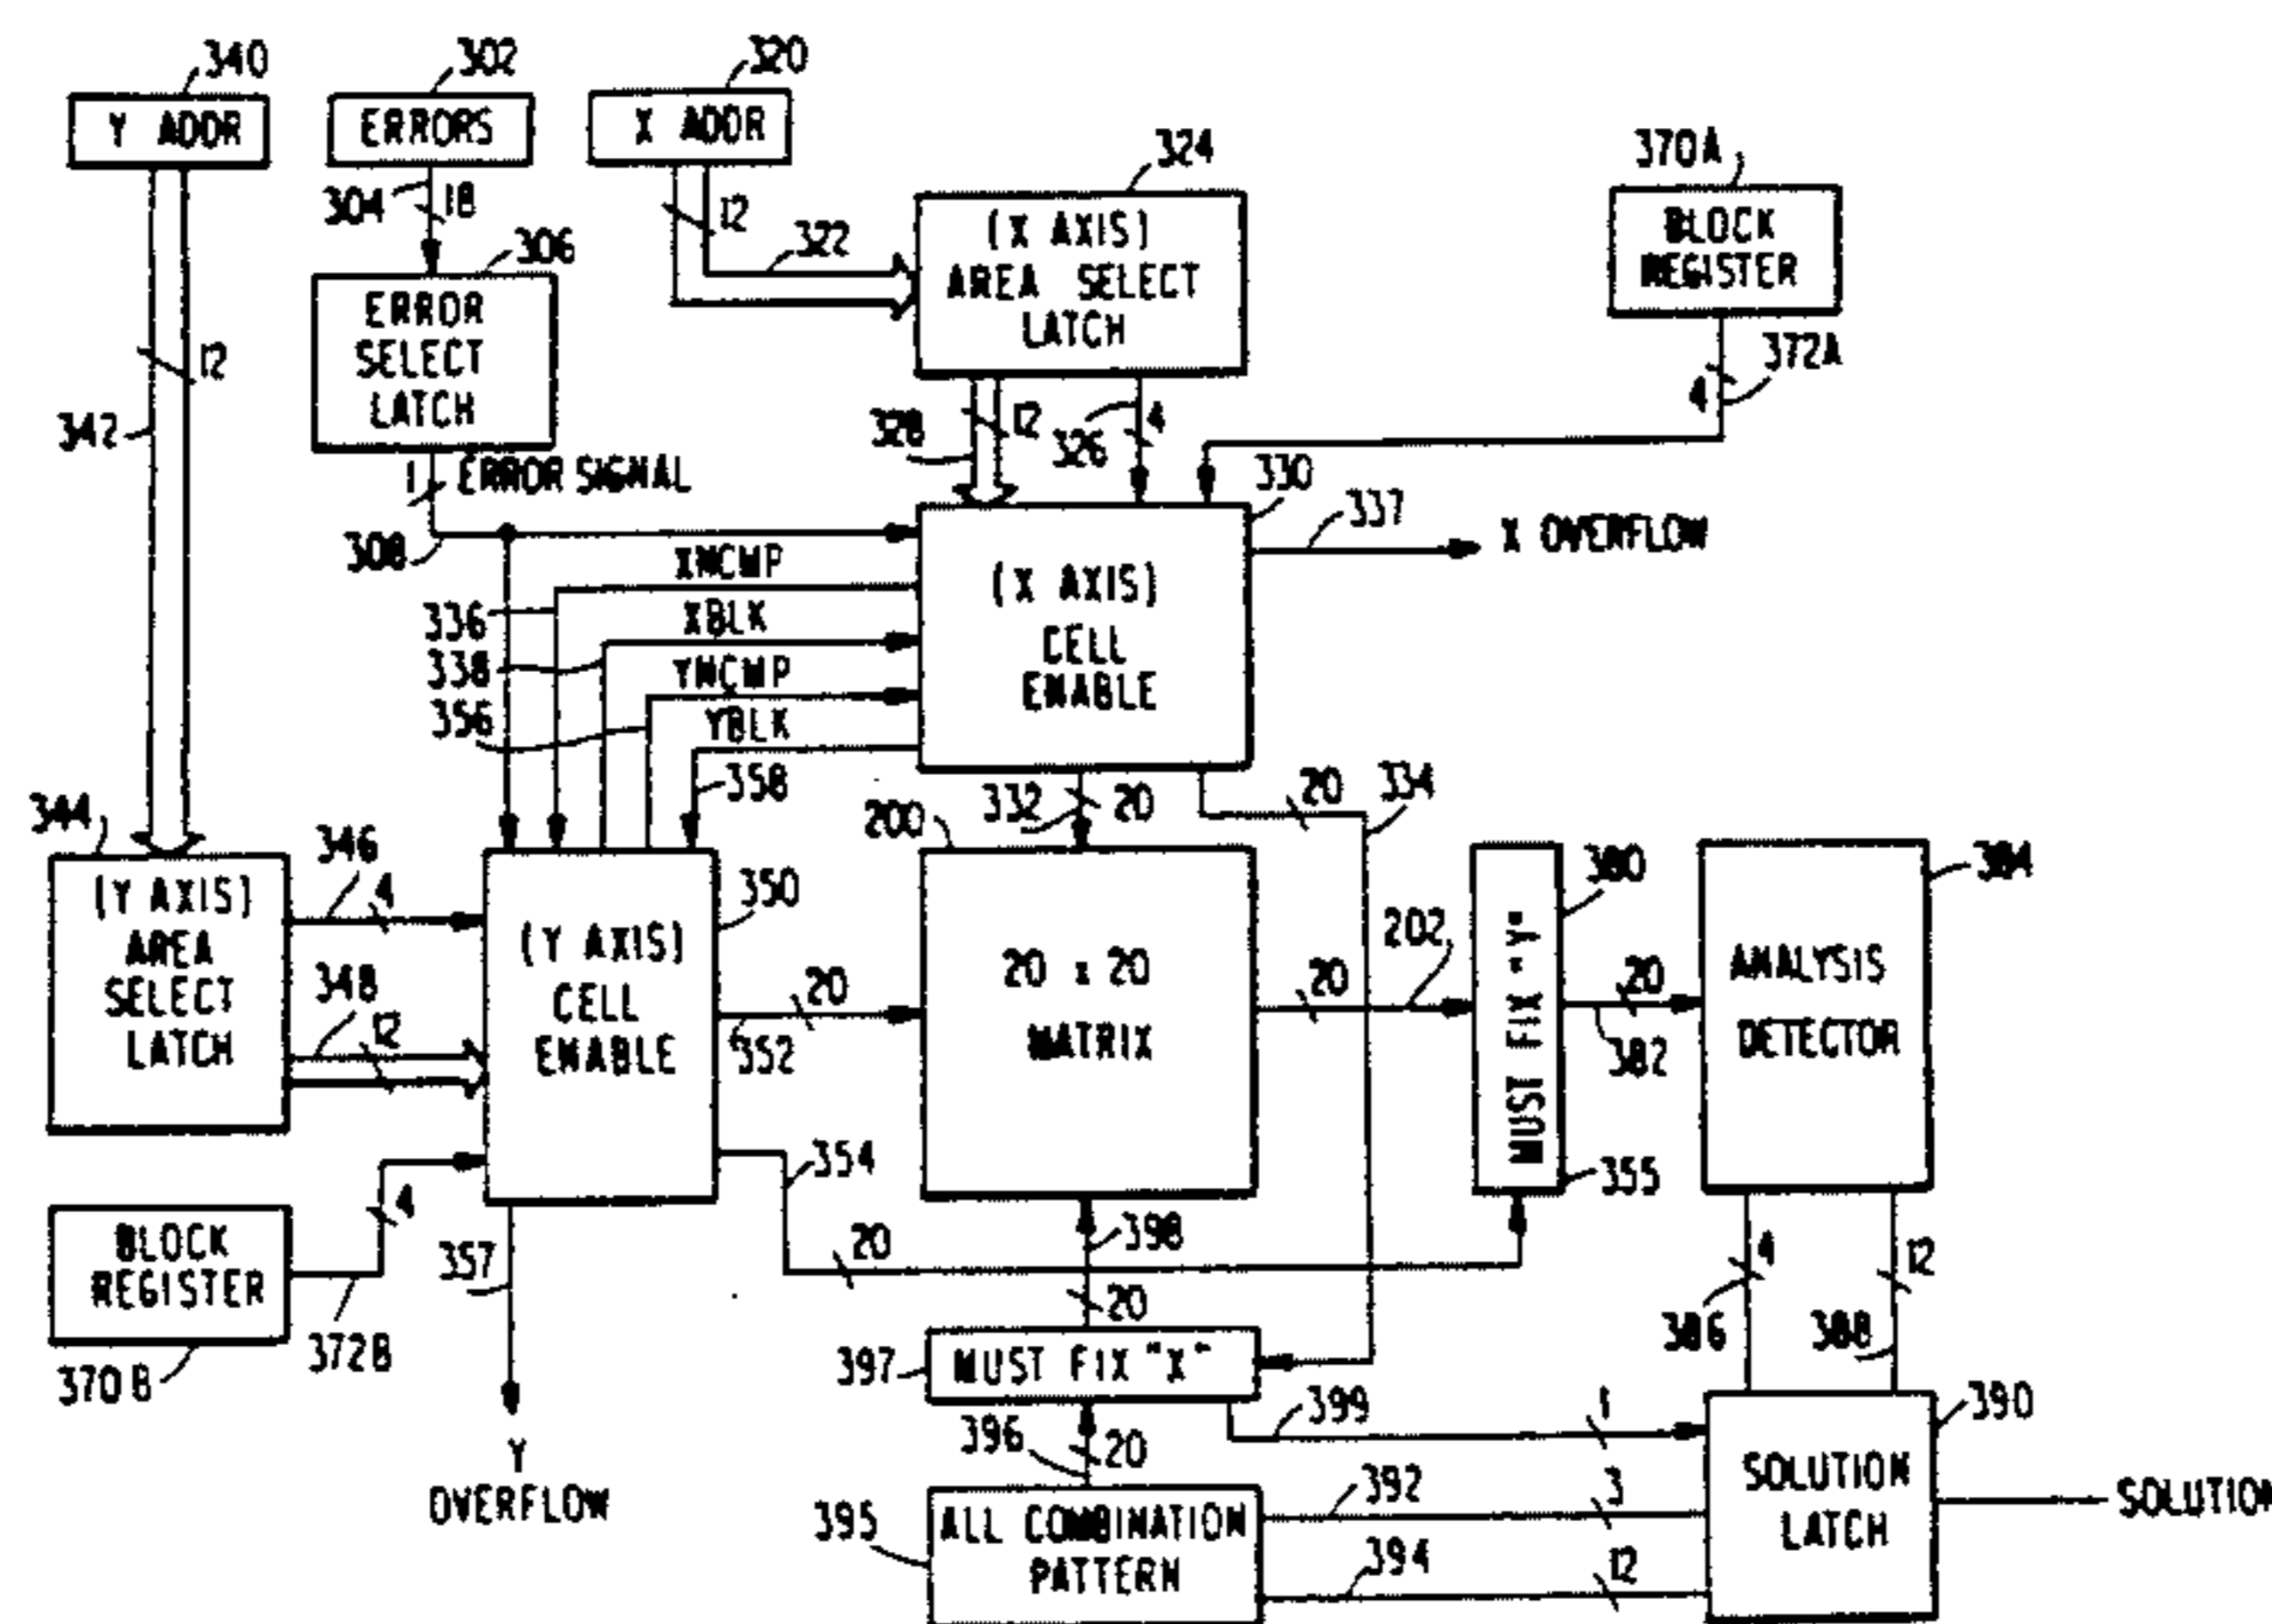 340
302
320
Y ADDR
ERRORS
X ADDR
304
18
12
322
324
370A
306
(X AXIS)
AREA SELECT
LATCH
BLOCK
REGISTER
ERROR
SELECT
LATCH
342
12
328
12
326
4
4
372A
1
ERROR SIGNAL
308
330
337
X OVERFLOW
XMCMP
336
XBLK
338
YMCMP
356
YBLK
358
(X AXIS)
CELL
ENABLE
332
20
20
334
344
346
4
200
350
380
384
(Y AXIS)
AREA
SELECT
LATCH
348
12
(Y AXIS)
CELL
ENABLE
20
352
20 x 20
MATRIX
20
202
MUST FIX "Y"
20
382
355
ANALYSIS
DETECTOR
354
4
BLOCK
REGISTER
372B
370B
357
20
398
20
4
386
12
388
397
MUST FIX "X"
399
1
390
Y
OVERFLOW
396
20
392
3
SOLUTION
LATCH
SOLUTION
395
ALL COMBINATION
PATTERN
394
12